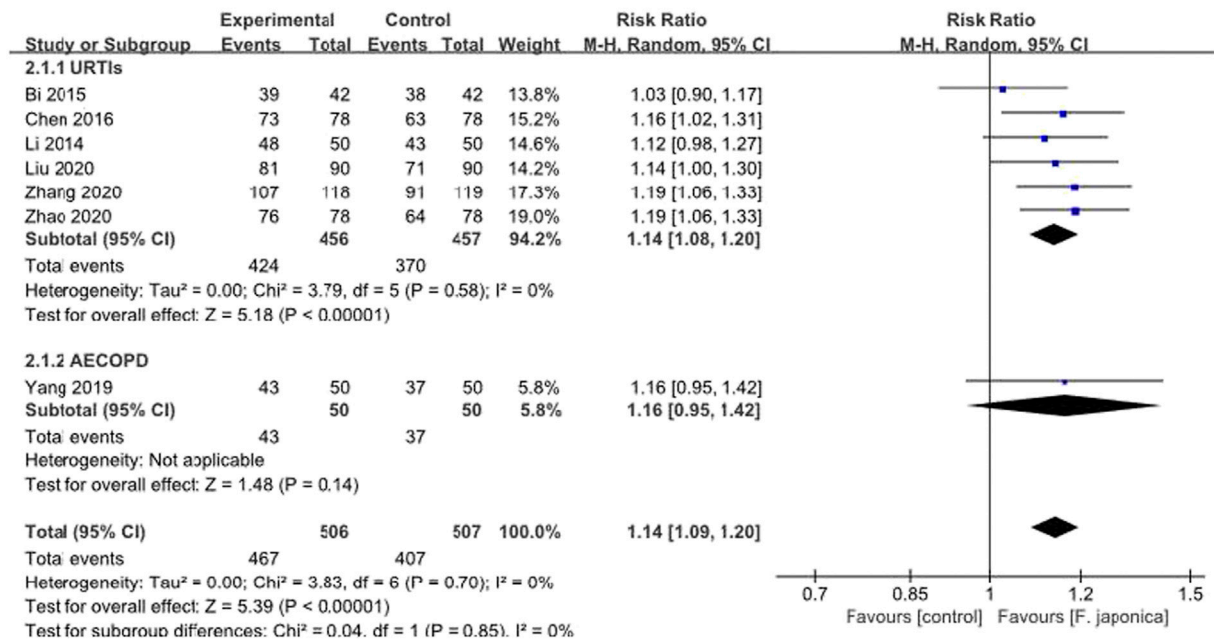 Experimental Control Risk Ratio Risk Ratio
Study or Subgroup Events Total Events Total Weight M-H, Random, 95% CI M-H, Random, 95% CI
2.1.1 URTIs
Bi 2015 39 42 38 42 13.8% 1.03 [0.90, 1.17]
Chen 2016 73 78 63 78 15.2% 1.16 [1.02, 1.31]
Li 2014 48 50 43 50 14.6% 1.12 [0.98, 1.27]
Liu 2020 81 90 71 90 14.2% 1.14 [1.00, 1.30]
Zhang 2020 107 118 91 119 17.3% 1.19 [1.06, 1.33]
Zhao 2020 76 78 64 78 19.0% 1.19 [1.06, 1.33]
Subtotal (95% CI) 456 457 94.2% 1.14 [1.08, 1.20]
Total events 424 370
Heterogeneity: Tau² = 0.00; Chi² = 3.79, df = 5 (P = 0.58); I² = 0%
Test for overall effect: Z = 5.18 (P < 0.00001)
2.1.2 AECOPD
Yang 2019 43 50 37 50 5.8% 1.16 [0.95, 1.42]
Subtotal (95% CI) 50 50 5.8% 1.16 [0.95, 1.42]
Total events 43 37
Heterogeneity: Not applicable
Test for overall effect: Z = 1.48 (P = 0.14)
Total (95% CI) 506 507 100.0% 1.14 [1.09, 1.20]
Total events 467 407
Heterogeneity: Tau² = 0.00; Chi² = 3.83, df = 6 (P = 0.70); I² = 0%
Test for overall effect: Z = 5.39 (P < 0.00001)
Test for subgroup differences: Chi² = 0.04, df = 1 (P = 0.85), I² = 0%
0.7 0.85 1 1.2 1.5
Favours [control] Favours [F. japonica]